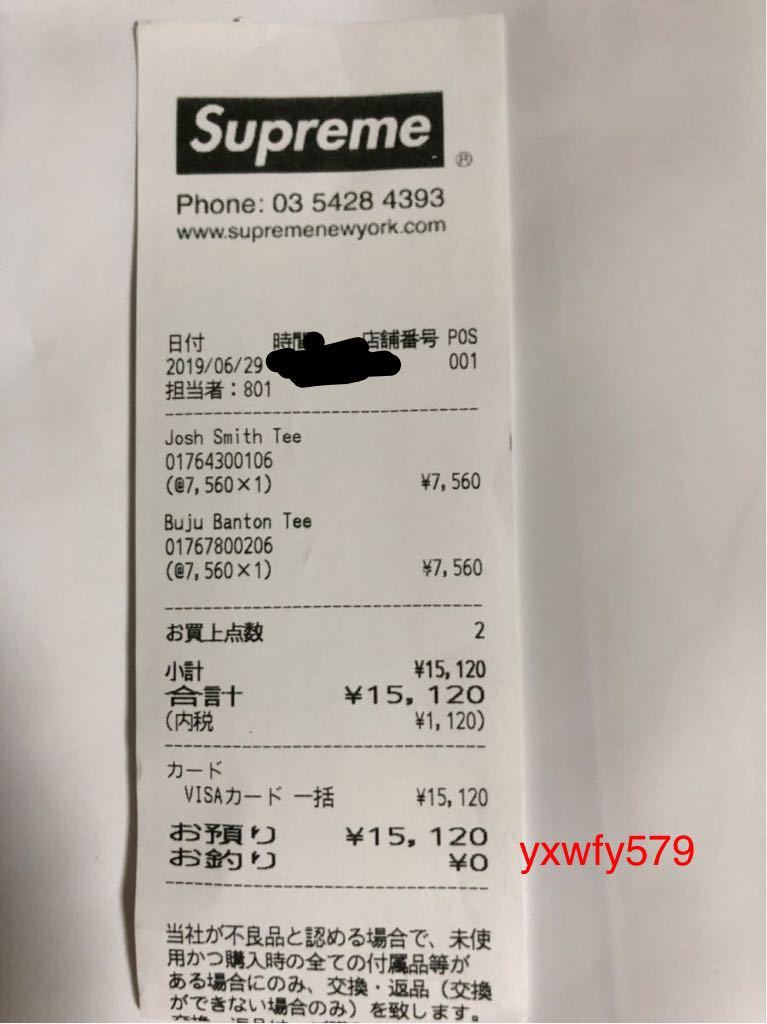 Supreme
®
Phone: 03 5428 4393
www.supremenewyork.com
日付 時間 店舗番号 POS
2019/06/29 001
担当者：801
Josh Smith Tee
01764300106
(@7,560×1) ¥7,560
Buju Banton Tee
01767800206
(@7,560×1) ¥7,560
お買上点数 2
小計 ¥15,120
合計 ¥15,120
(内税 ¥1,120)
カード
VISAカード 一括 ¥15,120
お預り ¥15,120
お釣り ¥0
yxwfy579
当社が不良品と認める場合で、未使
用かつ購入時の全ての付属品等が
ある場合にのみ、交換・返品（交換
ができない場合のみ）を致します。